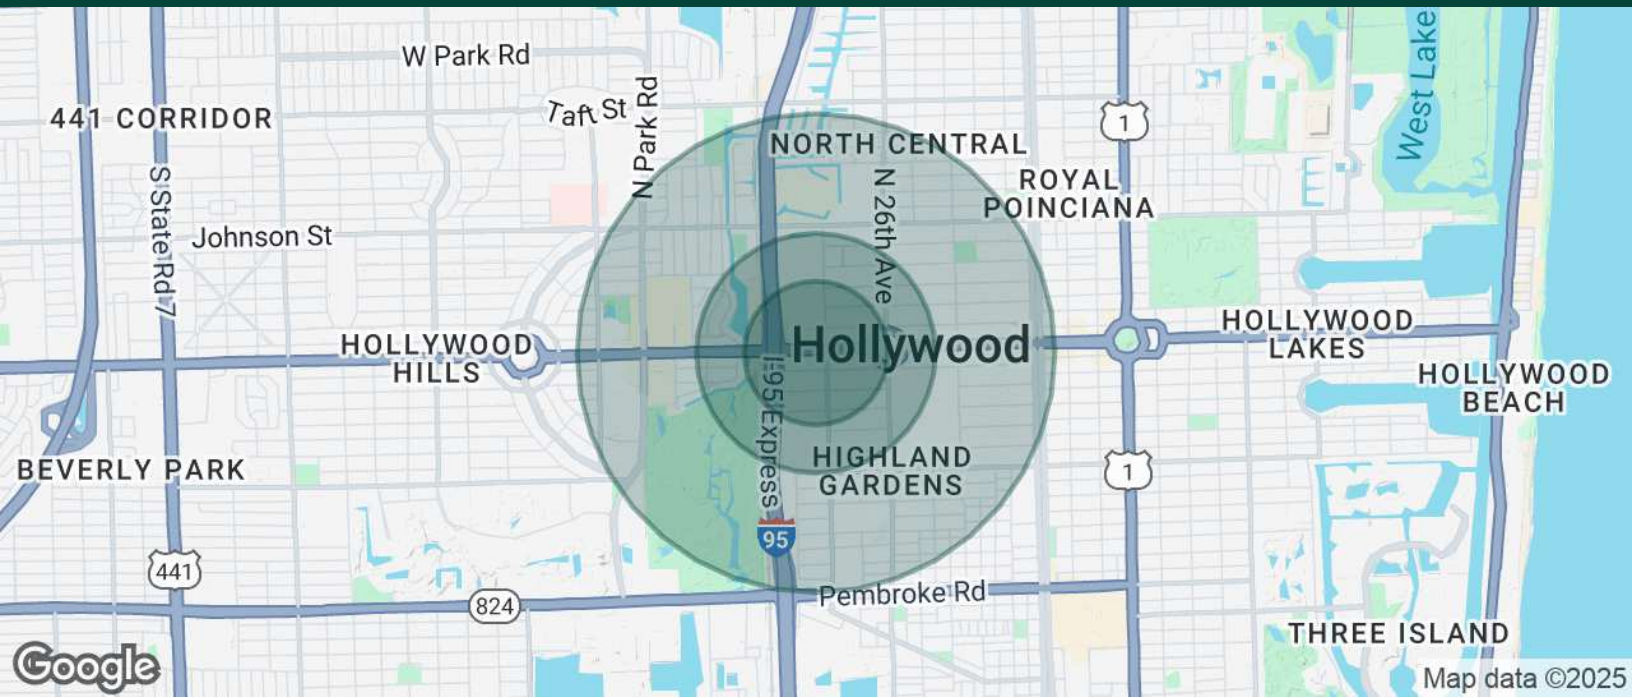 W Park Rd
Taft St
N Park Rd
441 CORRIDOR
1
West Lake
NORTH CENTRAL
N 26th Ave
ROYAL
POINCIANA
S State Rd 7
Johnson St
HOLLYWOOD
HILLS
Hollywood
HOLLYWOOD
LAKES
HOLLYWOOD
BEACH
I-95 Express
BEVERLY PARK
HIGHLAND
GARDENS
1
95
441
824
Pembroke Rd
THREE ISLAND
Google
Map data ©2025